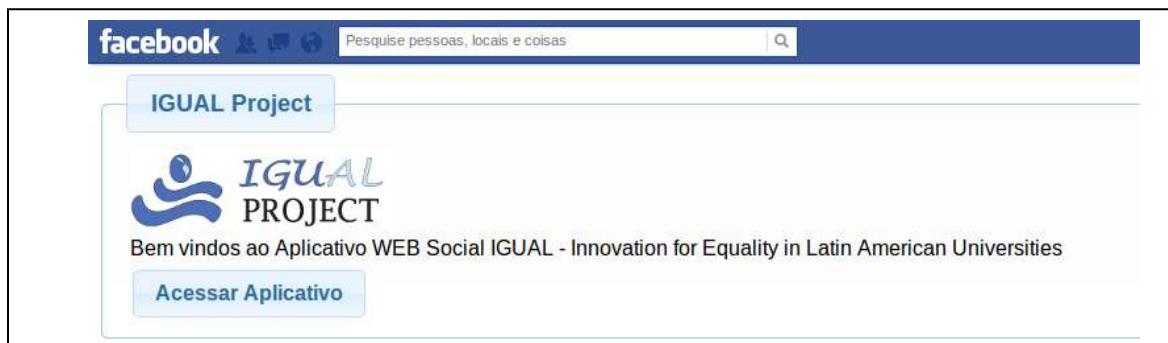 facebook Pesquise pessoas, locais e coisas
IGUAL Project
IGUAL
PROJECT
Bem vindos ao Aplicativo WEB Social IGUAL - Innovation for Equality in Latin American Universities
Acessar Aplicativo